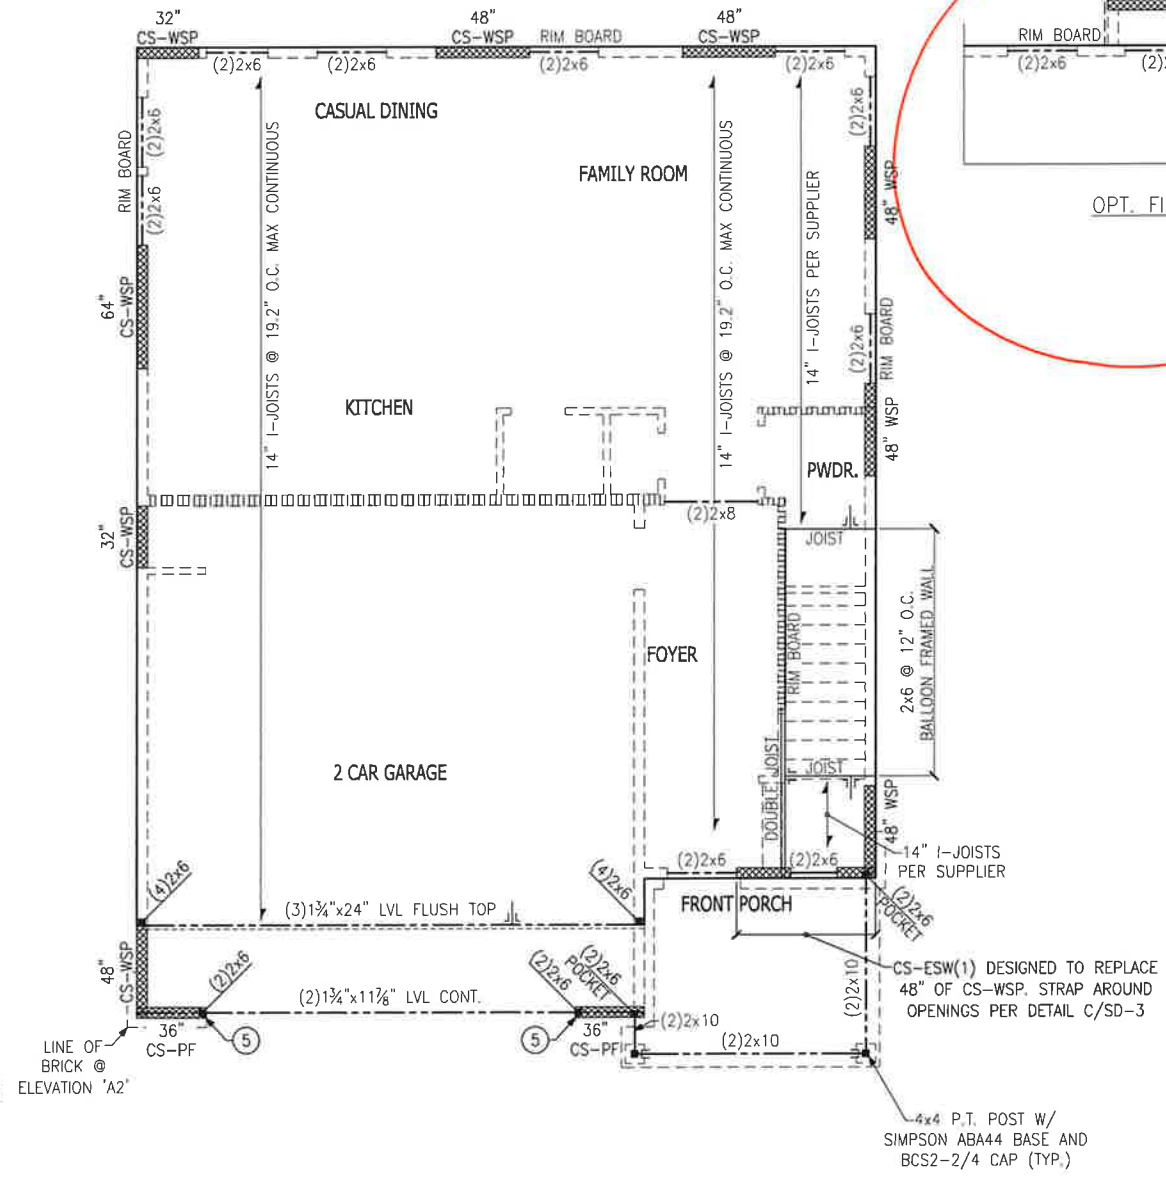 32"
CS-WSP
48"
CS-WSP
RIM BOARD
48"
CS-WSP
(2)2x6
(2)2x6
(2)2x6
(2)2x6
RIM BOARD
(2)2x6
OPT. FI
CASUAL DINING
FAMILY ROOM
RIM BOARD
(2)2x6
(2)2x6
14" I-JOISTS @ 19.2" O.C. MAX CONTINUOUS
14" I-JOISTS @ 19.2" O.C. MAX CONTINUOUS
14" I-JOISTS PER SUPPLIER
(2)2x6
48" WSP
64"
CS-WSP
(2)2x6
RIM BOARD
KITCHEN
48" WSP
PWDR.
32"
CS-WSP
(2)2x8
JOIST
2x6 @ 12" O.C.
BALLOON FRAMED WALL
FOYER
RIM BOARD
2 CAR GARAGE
DOUBLE JOIST
JOIST
48" WSP
14" I-JOISTS
PER SUPPLIER
(4)2x6
(4)2x6
(2)2x6
(2)2x6
(3)1¾"x24" LVL FLUSH TOP
FRONT PORCH
(2)2x6
POCKET
48"
CS-WSP
(2)2x6
(2)2x6
(2)2x6
POCKET
(2)1¾"x11⅞" LVL CONT.
(2)2x10
CS-ESW(1) DESIGNED TO REPLACE
48" OF CS-WSP. STRAP AROUND
OPENINGS PER DETAIL C/SD-3
36"
CS-PF
5
5
36"
CS-PF
(2)2x10
(2)2x10
LINE OF
BRICK @
ELEVATION 'A2'
4x4 P.T. POST W/
SIMPSON ABA44 BASE AND
BCS2-2/4 CAP (TYP.)